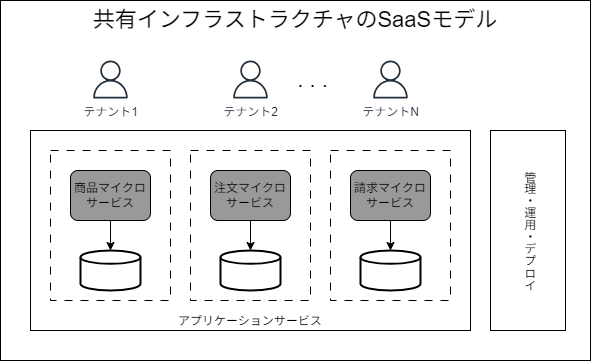 共有インフラストラクチャのSaaSモデル
テナント1
テナント2
・・・
テナントN
商品マイクロ
サービス
注文マイクロ
サービス
請求マイクロ
サービス
アプリケーションサービス
管理・運用・デプロイ